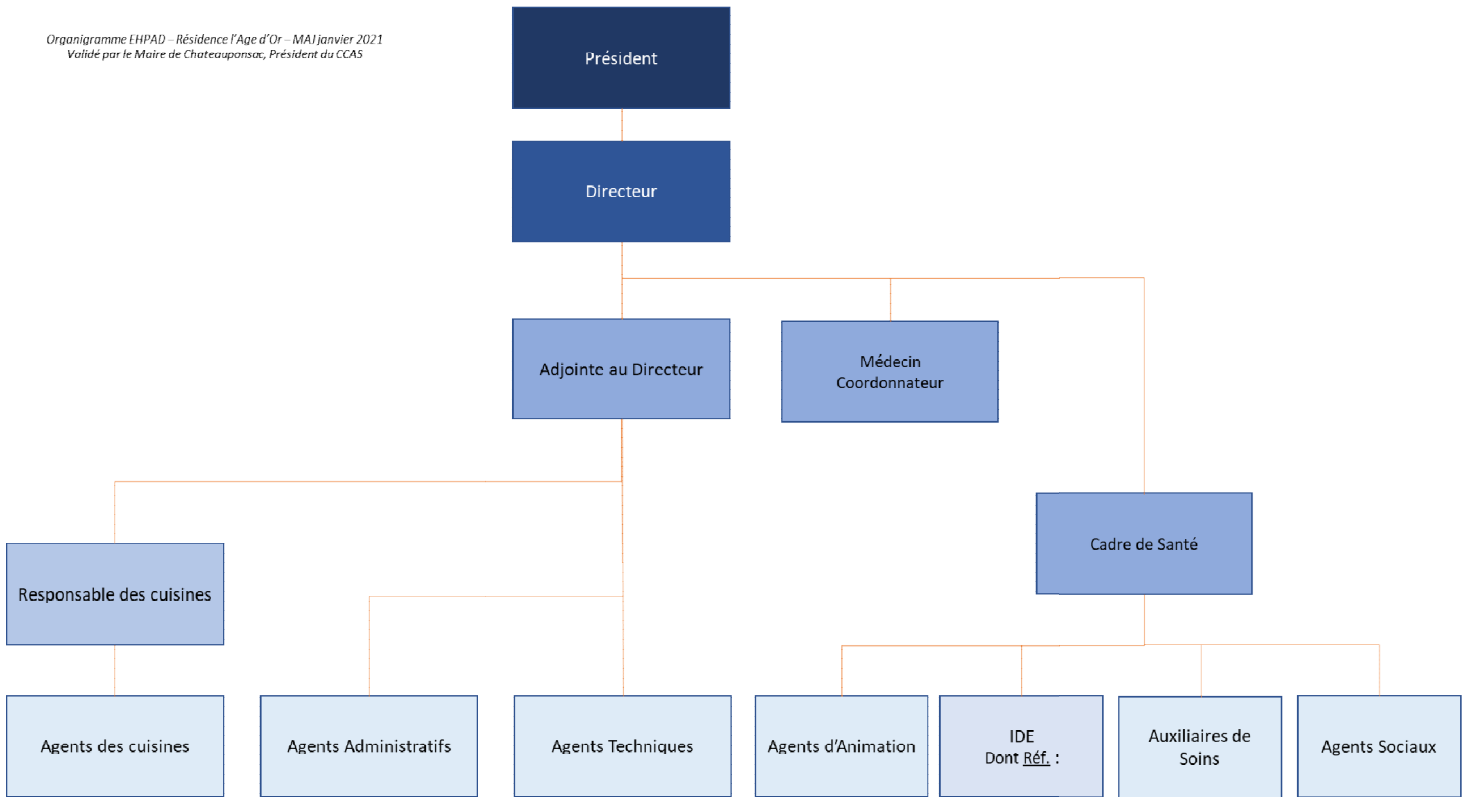 Organigramme EHPAD – Résidence l'Age d'Or – MAJ janvier 2021
Validé par le Maire de Chateauponsac, Président du CCAS
Président
Directeur
Adjointe au Directeur
Médecin
Coordonnateur
Cadre de Santé
Responsable des cuisines
Agents des cuisines
Agents Administratifs
Agents Techniques
Agents d'Animation
IDE
Dont Réf. :
Auxiliaires de
Soins
Agents Sociaux